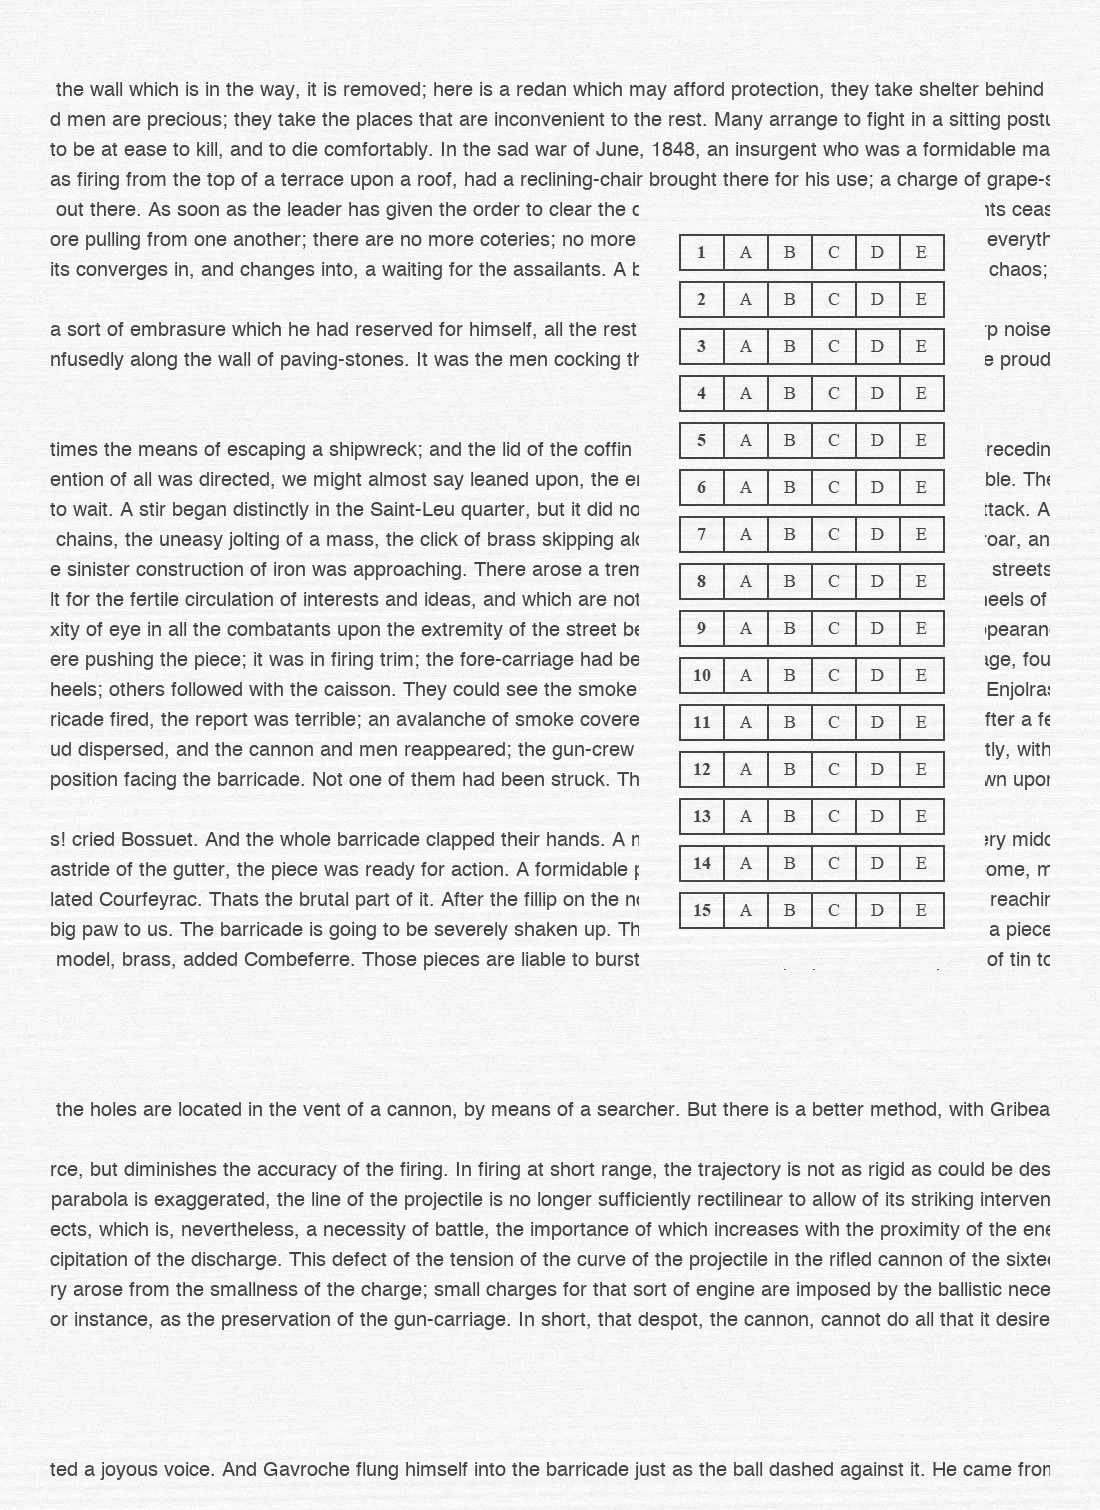 the wall which is in the way, it is removed; here is a redan which may afford protection, they take shelter behind
d men are precious; they take the places that are inconvenient to the rest. Many arrange to fight in a sitting
to be at ease to kill, and to die comfortably. In the sad war of June, 1848, an insurgent who was a formidable ma
as firing from the top of a terrace upon a roof, had a reclining-chair brought there for his use; a charge of
out there. As soon as the leader has given the order to clear the nts ceas
ore pulling from one another; there are no more coteries; no more everyth
its converges in, and changes into, a waiting for the assailants. A chaos;
a sort of embrasure which he had reserved for himself, all the rest rp noise
nfusedly along the wall of paving-stones. It was the men cocking e proud
times the means of escaping a shipwreck; and the lid of the coffin recedin
ention of all was directed, we might almost say leaned upon, the ble. The
to wait. A stir began distinctly in the Saint-Leu quarter, but it did ttack. A
chains, the uneasy jolting of a mass, the click of brass skipping roar, an
e sinister construction of iron was approaching. There arose a streets
lt for the fertile circulation of interests and ideas, and which are not heels of
xity of eye in all the combatants upon the extremity of the street ppearan
ere pushing the piece; it was in firing trim; the fore-carriage had age, fou
heels; others followed with the caisson. They could see the smoke Enjolras
ricade fired, the report was terrible; an avalanche of smoke covere fter a fe
ud dispersed, and the cannon and men reappeared; the gun-crew tly, with
position facing the barricade. Not one of them had been struck. Th wn upon
s! cried Bossuet. And the whole barricade clapped their hands. A ery
astride of the gutter, the piece was ready for action. A formidable ome, m
lated Courfeyrac. Thats the brutal part of it. After the fillip on the reachin
big paw to us. The barricade is going to be severely shaken up. Th a piece
model, brass, added Combeferre. Those pieces are liable to burst of tin to
1 A B C D E
2 A B C D E
3 A B C D E
4 A B C D E
5 A B C D E
6 A B C D E
7 A B C D E
8 A B C D E
9 A B C D E
10 A B C D E
11 A B C D E
12 A B C D E
13 A B C D E
14 A B C D E
15 A B C D E
the holes are located in the vent of a cannon, by means of a searcher. But there is a better method, with Gribea
rce, but diminishes the accuracy of the firing. In firing at short range, the trajectory is not as rigid as could be des
parabola is exaggerated, the line of the projectile is no longer sufficiently rectilinear to allow of its striking interven
ects, which is, nevertheless, a necessity of battle, the importance of which increases with the proximity of the ene
cipitation of the discharge. This defect of the tension of the curve of the projectile in the rifled cannon of the sixtee
ry arose from the smallness of the charge; small charges for that sort of engine are imposed by the ballistic nece
or instance, as the preservation of the gun-carriage. In short, that despot, the cannon, cannot do all that it desire
ted a joyous voice. And Gavroche flung himself into the barricade just as the ball dashed against it. He came from